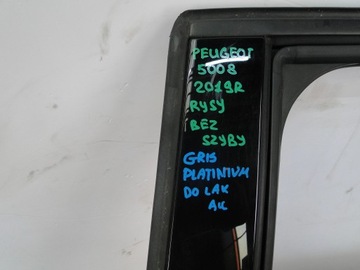 PEUGEOT
5008
2019R
RYSY
BEZ
SZYBY
GRIS
PLATINIUM
DO LAK
AK